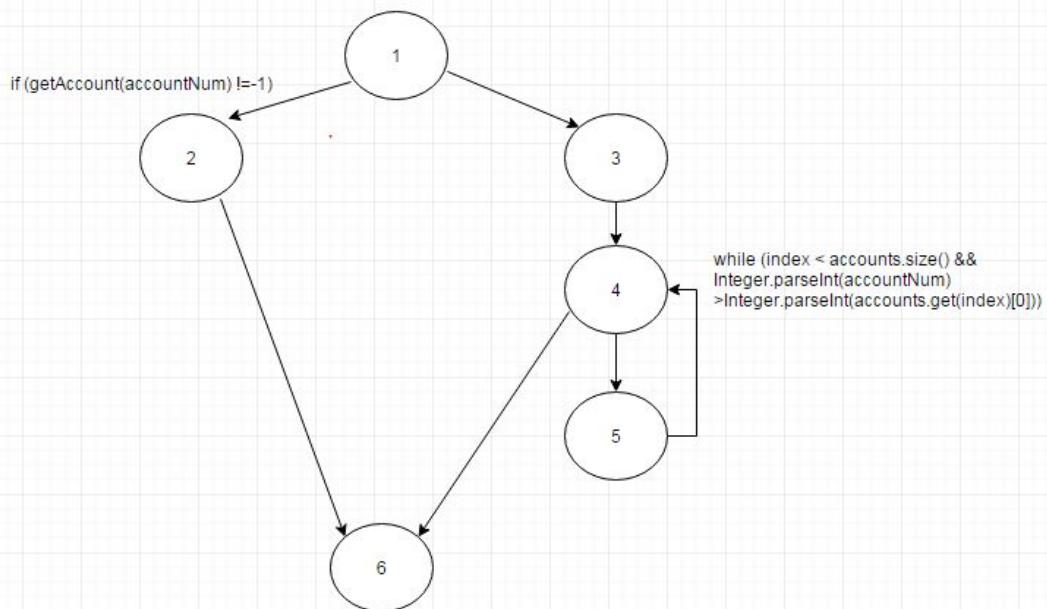 1
if (getAccount(accountNum) !=-1)
2
3
while (index < accounts.size() &&
Integer.parseInt(accountNum)
>Integer.parseInt(accounts.get(index)[0]))
4
5
6